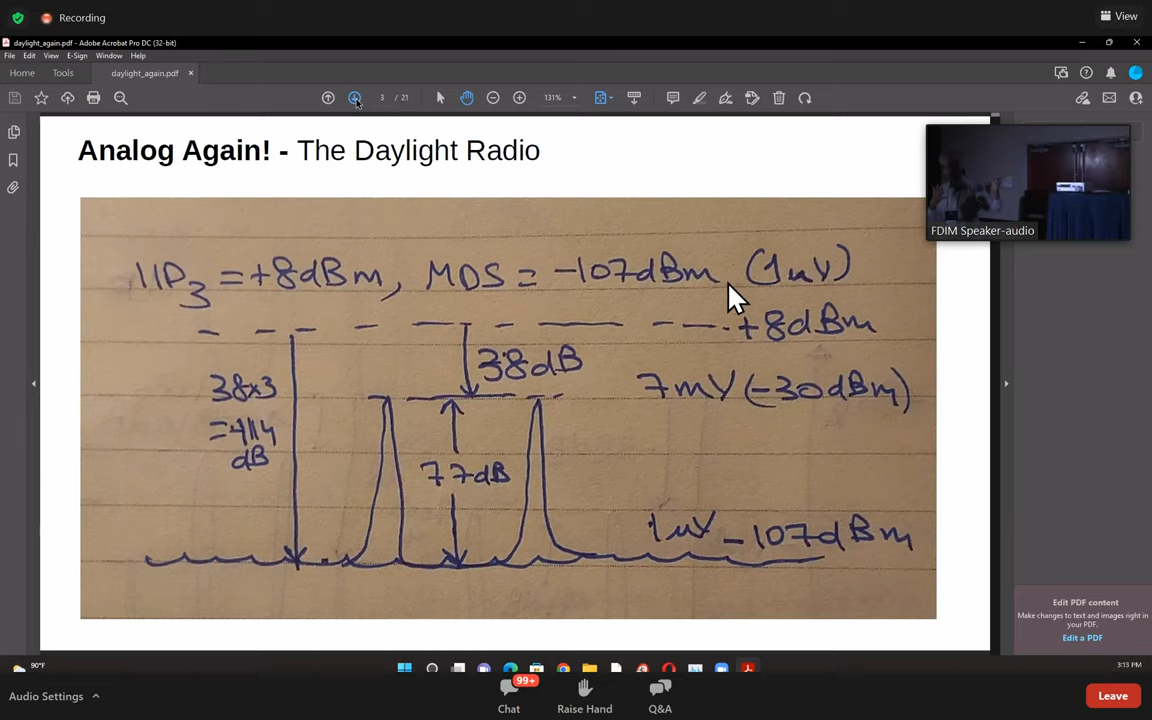 Recording
View
daylight_again.pdf - Adobe Acrobat Pro DC (32-bit)
File Edit View E-Sign Window Help
Home Tools daylight_again.pdf ×
3 / 21
131%
Analog Again! - The Daylight Radio
FDIM Speaker-audio
IIP3 = +8dBm, MDS = -107dBm (1uV)
+8dBm
38dB
38x3
7mV (-30dBm)
=114
dB
77dB
1uV -107dBm
Edit PDF content
Make changes to text and images right in
your PDF.
Edit a PDF
90°F
3:13 PM
Audio Settings
99+
Chat
Raise Hand
Q&A
Leave